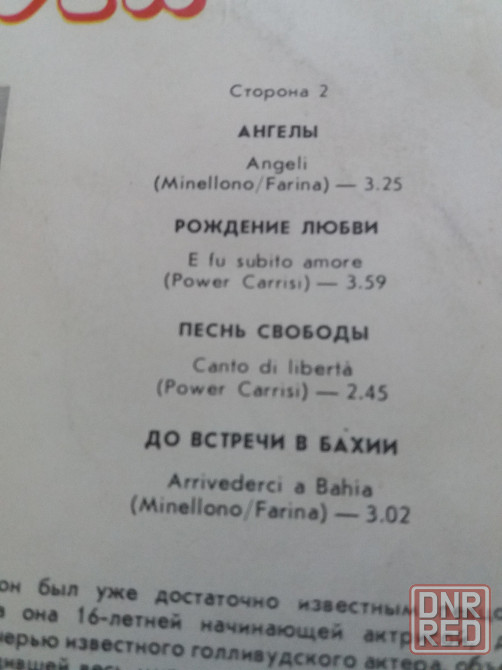 Сторона 2
АНГЕЛЫ
Angeli
(Minellono/Farina) — 3.25
РОЖДЕНИЕ ЛЮБВИ
E fu subito amore
(Power Carrisi) — 3.59
ПЕСНЬ СВОБОДЫ
Canto di libertà
(Power Carrisi) — 2.45
ДО ВСТРЕЧИ В БАХИИ
Arrivederci a Bahia
(Minellono/Farina) — 3.02
он был уже достаточно известным
она 16-летней начинающей актрисой
известного голливудского актера,
DNR
RED